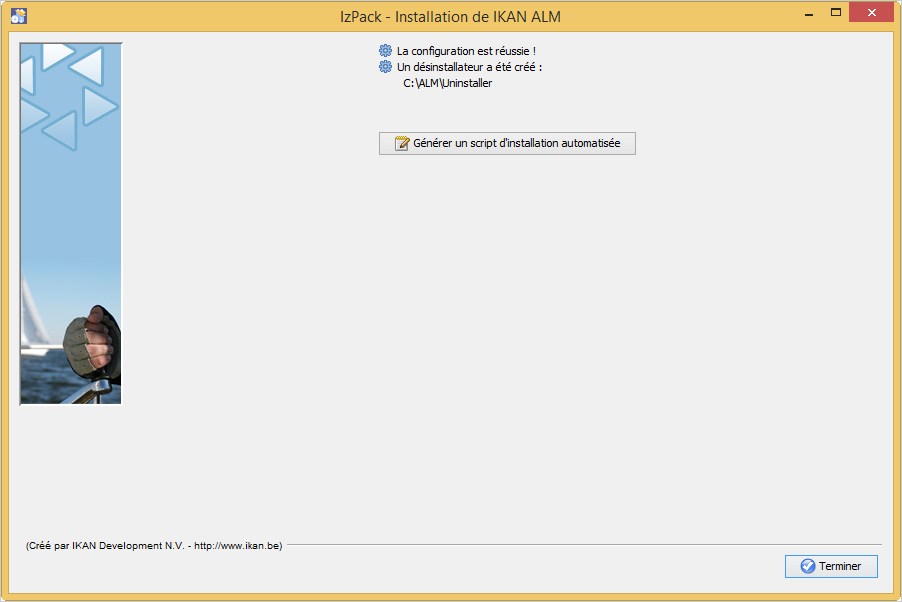 IzPack - Installation de IKAN ALM
La configuration est réussie !
Un désinstallateur a été créé :
C:\ALM\Uninstaller
Générer un script d'installation automatisée
(Créé par IKAN Development N.V. - http://www.ikan.be)
Terminer